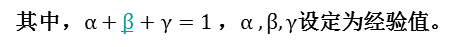 其中，α + β + γ = 1 ，α ,β,γ设定为经验值。